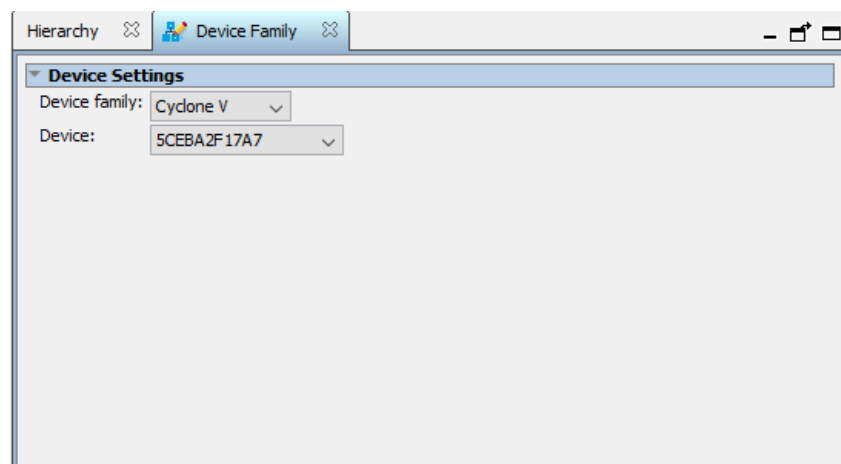 Hierarchy Device Family
Device Settings
Device family: Cyclone V
Device: 5CEBA2F17A7